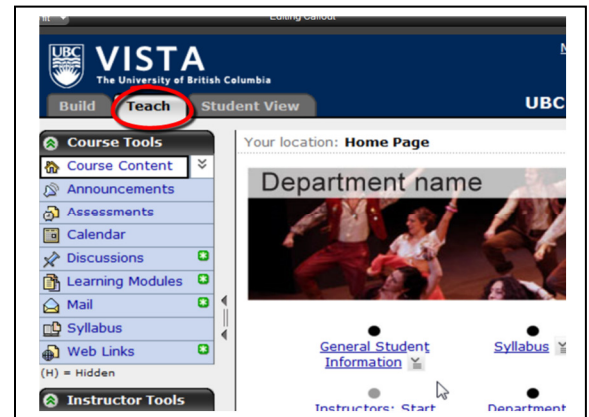 Editing Callout
UBC VISTA
The University of British Columbia
Build Teach Student View UBC
Course Tools Your location: Home Page
Course Content
Announcements
Department name
Assessments
Calendar
Discussions
Learning Modules
Mail
Syllabus
Web Links
General Student
Information
Syllabus
(H) = Hidden
Instructor Tools
Instructors: Start
Department